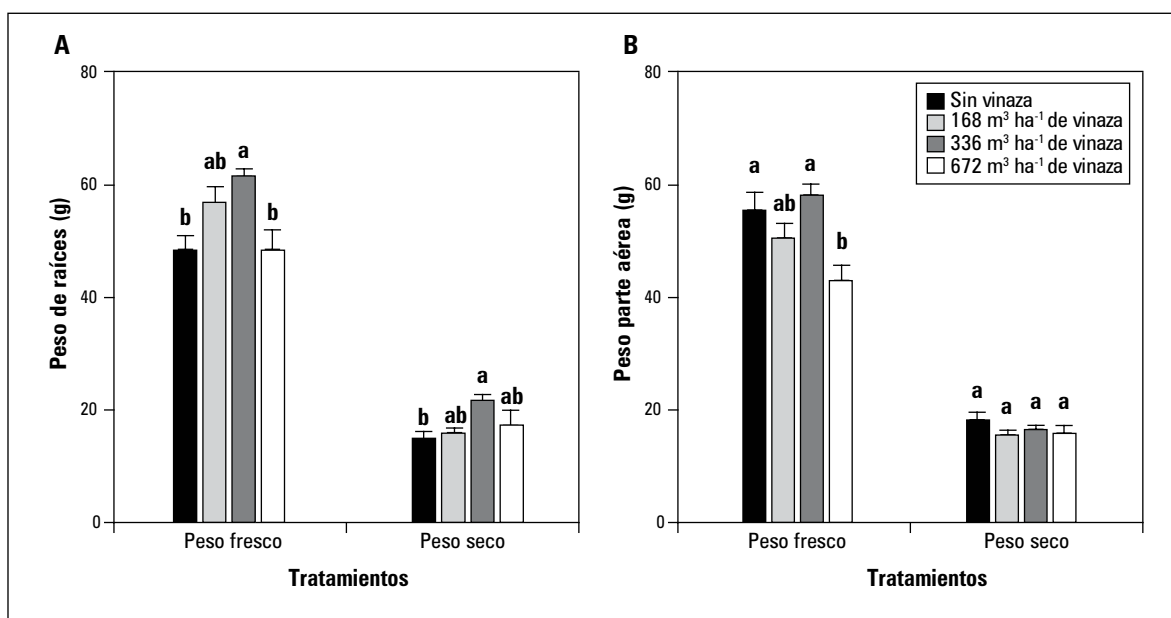 A
Peso de raíces (g)
80
60
40
20
0
b
ab
a
b
b
ab
a
ab
Peso fresco
Peso seco
Tratamientos
B
Peso parte aérea (g)
80
60
40
20
0
Sin vinaza
168 m³ ha⁻¹ de vinaza
336 m³ ha⁻¹ de vinaza
672 m³ ha⁻¹ de vinaza
a
ab
a
b
a
a
a
a
Peso fresco
Peso seco
Tratamientos